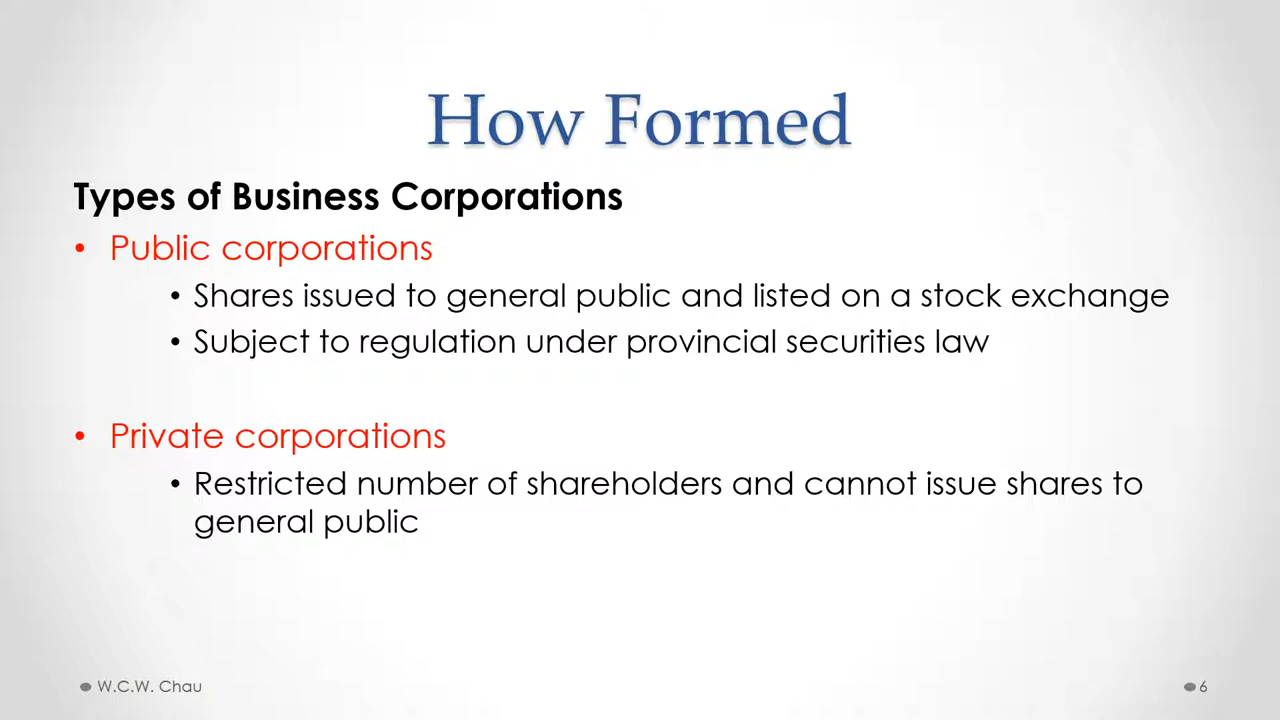 How Formed
Types of Business Corporations
• Public corporations
• Shares issued to general public and listed on a stock exchange
• Subject to regulation under provincial securities law
• Private corporations
• Restricted number of shareholders and cannot issue shares to
general public
W.C.W. Chau
6